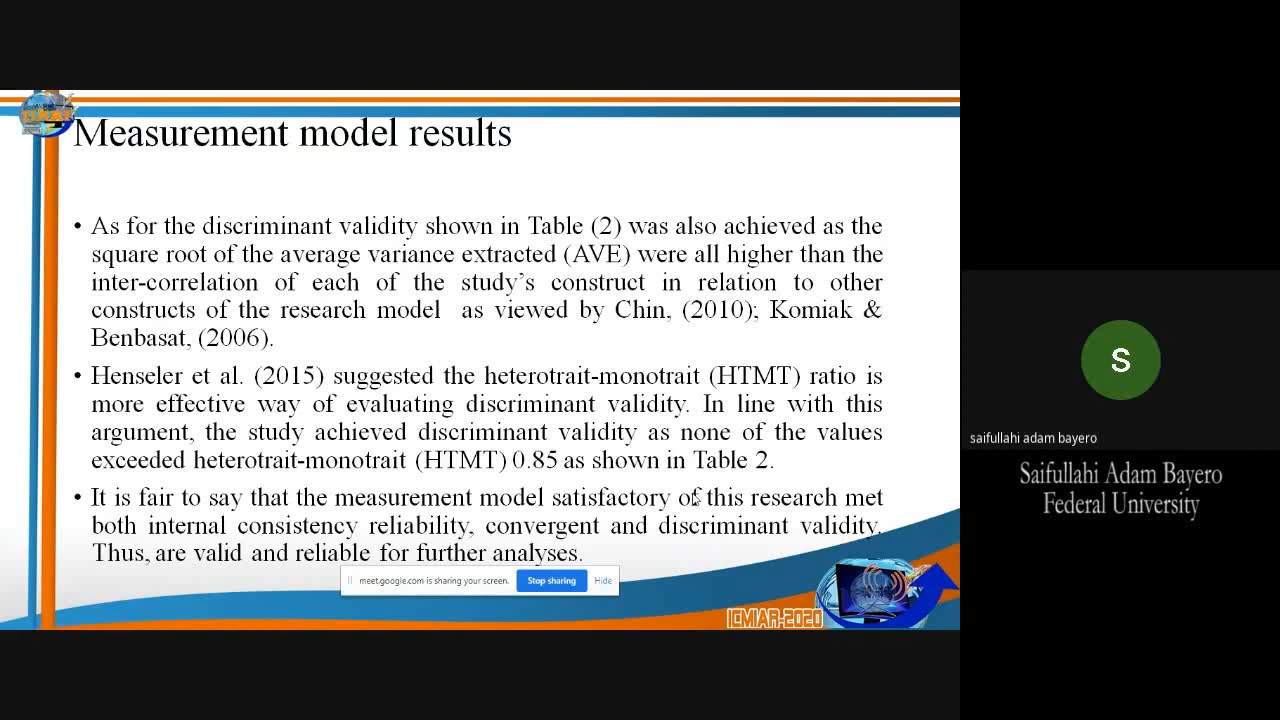 Measurement model results
• As for the discriminant validity shown in Table (2) was also achieved as the
square root of the average variance extracted (AVE) were all higher than the
inter-correlation of each of the study’s construct in relation to other
constructs of the research model as viewed by Chin, (2010); Komiak &
Benbasat, (2006).
• Henseler et al. (2015) suggested the heterotrait-monotrait (HTMT) ratio is
more effective way of evaluating discriminant validity. In line with this
argument, the study achieved discriminant validity as none of the values
exceeded heterotrait-monotrait (HTMT) 0.85 as shown in Table 2.
• It is fair to say that the measurement model satisfactory of this research met
both internal consistency reliability, convergent and discriminant validity.
Thus, are valid and reliable for further analyses.
meet.google.com is sharing your screen. Stop sharing Hide
ICMIAR-2020
S
saifullahi adam bayero
Saifullahi Adam Bayero
Federal University